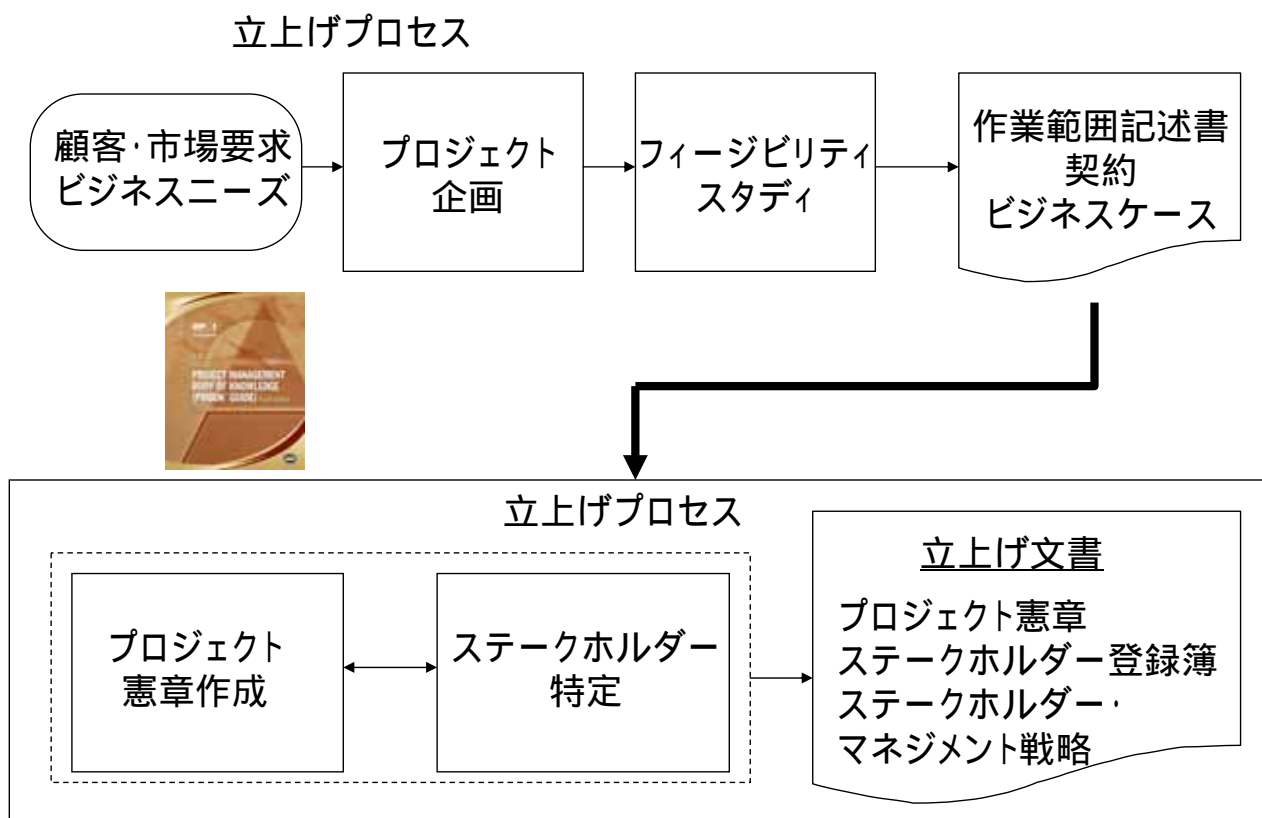 立上げプロセス
顧客・市場要求
ビジネスニーズ
プロジェクト
企画
フィージビリティ
スタディ
作業範囲記述書
契約
ビジネスケース
PROJECT MANAGEMENT
BODY OF KNOWLEDGE
立上げプロセス
プロジェクト
憲章作成
ステークホルダー
特定
立上げ文書
プロジェクト憲章
ステークホルダー登録簿
ステークホルダー・
マネジメント戦略